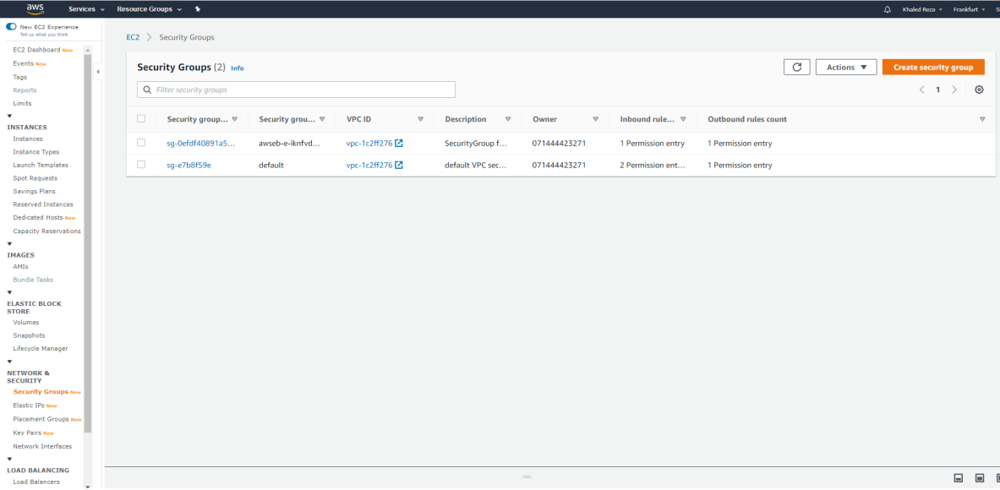 aws Services Resource Groups Khaled Reza Frankfurt
New EC2 Experience
Tell us what you think
EC2 Dashboard New
Events New
Tags
Reports
Limits
INSTANCES
Instances
Instance Types
Launch Templates
Spot Requests
Savings Plans
Reserved Instances
Dedicated Hosts New
Capacity Reservations
IMAGES
AMIs
Bundle Tasks
ELASTIC BLOCK
STORE
Volumes
Snapshots
Lifecycle Manager
NETWORK &
SECURITY
Security Groups New
Elastic IPs New
Placement Groups New
Key Pairs New
Network Interfaces
LOAD BALANCING
Load Balancers
EC2 > Security Groups
Security Groups (2) Info
Actions
Create security group
Filter security groups
1
Security group... Security grou... VPC ID Description Owner Inbound rule... Outbound rules count
sg-0efdf40891a5... awseb-e-iknfvd... vpc-1c2ff276 SecurityGroup f... 071444423271 1 Permission entry 1 Permission entry
sg-e7b8f59e default vpc-1c2ff276 default VPC sec... 071444423271 2 Permission ent... 1 Permission entry